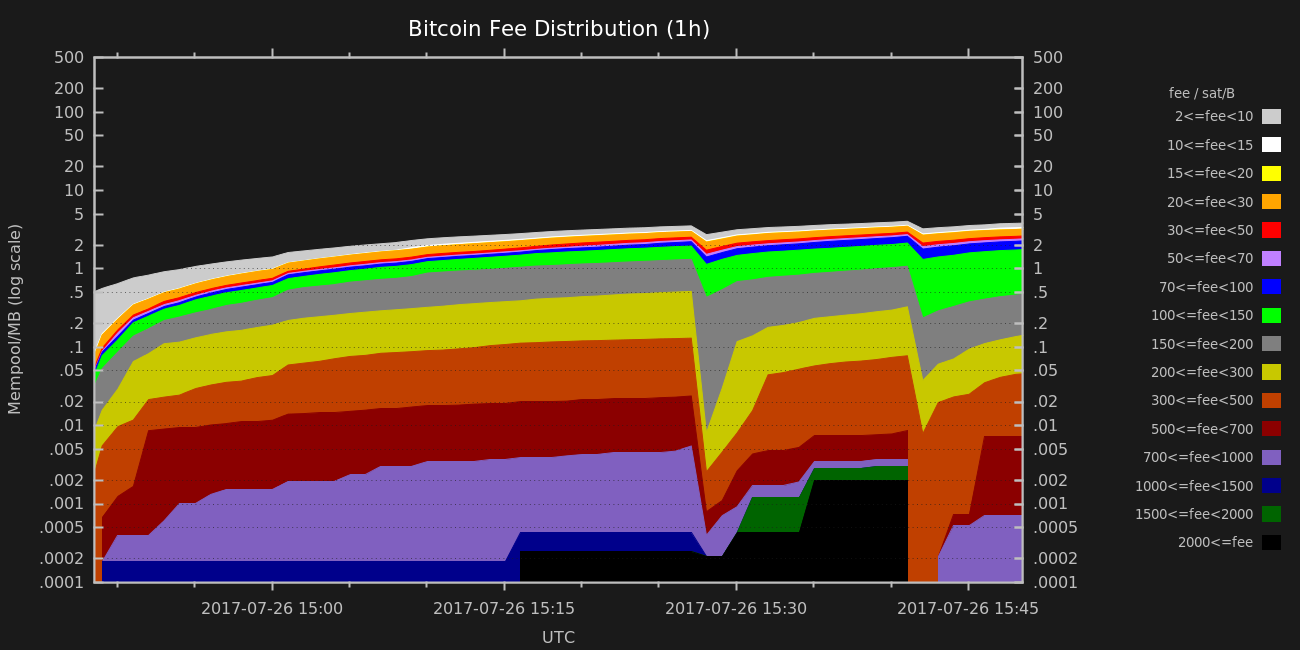 Bitcoin Fee Distribution (1h)
Mempool/MB (log scale)
500
200
100
50
20
10
5
2
1
.5
.2
.1
.05
.02
.01
.005
.002
.001
.0005
.0002
.0001
500
200
100
50
20
10
5
2
1
.5
.2
.1
.05
.02
.01
.005
.002
.001
.0005
.0002
.0001
2017-07-26 15:00
2017-07-26 15:15
2017-07-26 15:30
2017-07-26 15:45
UTC
fee / sat/B
2<=fee<10
10<=fee<15
15<=fee<20
20<=fee<30
30<=fee<50
50<=fee<70
70<=fee<100
100<=fee<150
150<=fee<200
200<=fee<300
300<=fee<500
500<=fee<700
700<=fee<1000
1000<=fee<1500
1500<=fee<2000
2000<=fee